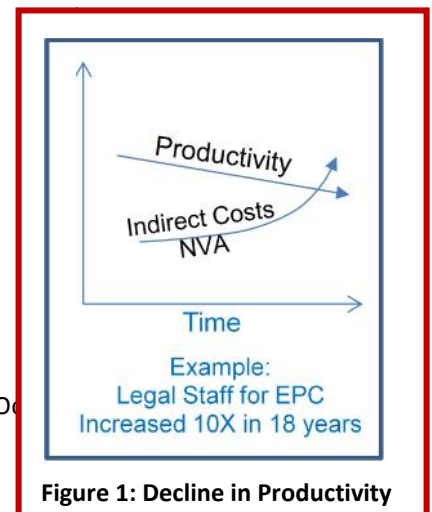 Productivity
Indirect Costs
NVA
Time
Example:
Legal Staff for EPC
Increased 10X in 18 years
Figure 1: Decline in Productivity